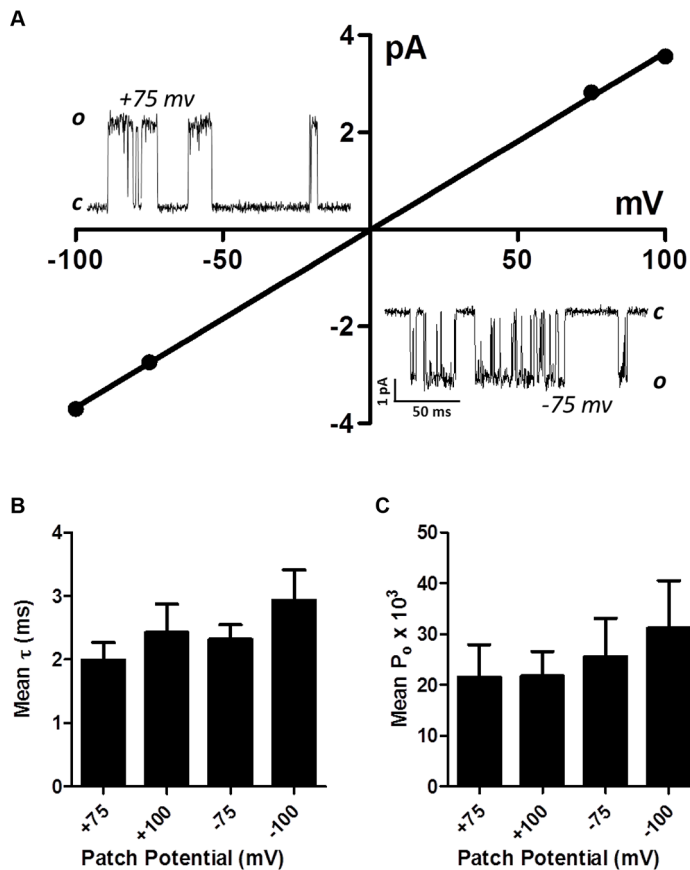 A
4
pA
+75 mv
o
2
c
mV
-100
-50
50
100
-2
c
o
1 pA
50 ms
-75 mv
-4
B
4
3
2
1
0
Mean τ (ms)
+75
+100
-75
-100
Patch Potential (mV)
C
50
40
30
20
10
0
Mean Po x 10³
+75
+100
-75
-100
Patch Potential (mV)